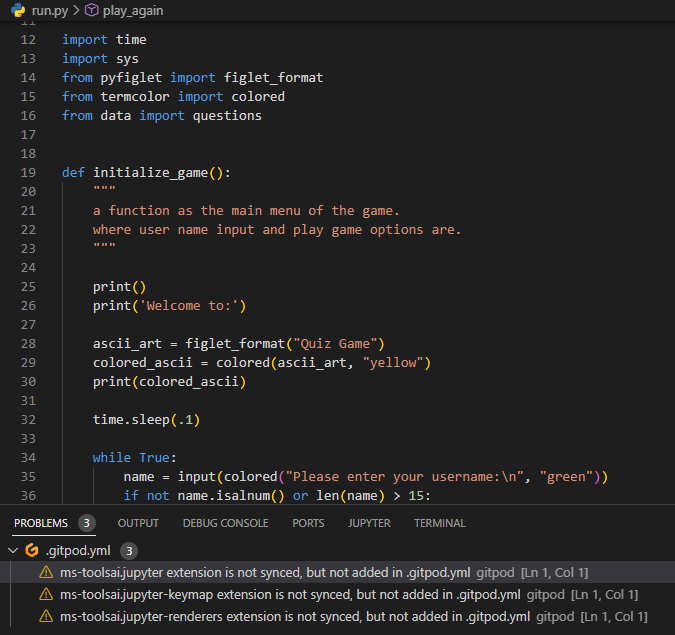 run.py > play_again
11
12 import time
13 import sys
14 from pyfiglet import figlet_format
15 from termcolor import colored
16 from data import questions
17
18
19 def initialize_game():
20 """
21 a function as the main menu of the game.
22 where user name input and play game options are.
23 """
24
25 print()
26 print('Welcome to:')
27
28 ascii_art = figlet_format("Quiz Game")
29 colored_ascii = colored(ascii_art, "yellow")
30 print(colored_ascii)
31
32 time.sleep(.1)
33
34 while True:
35 name = input(colored("Please enter your username:\n", "green"))
36 if not name.isalnum() or len(name) > 15:
PROBLEMS 3 OUTPUT DEBUG CONSOLE PORTS JUPYTER TERMINAL
.gitpod.yml 3
ms-toolsai.jupyter extension is not synced, but not added in .gitpod.yml gitpod [Ln 1, Col 1]
ms-toolsai.jupyter-keymap extension is not synced, but not added in .gitpod.yml gitpod [Ln 1, Col 1]
ms-toolsai.jupyter-renderers extension is not synced, but not added in .gitpod.yml gitpod [Ln 1, Col 1]